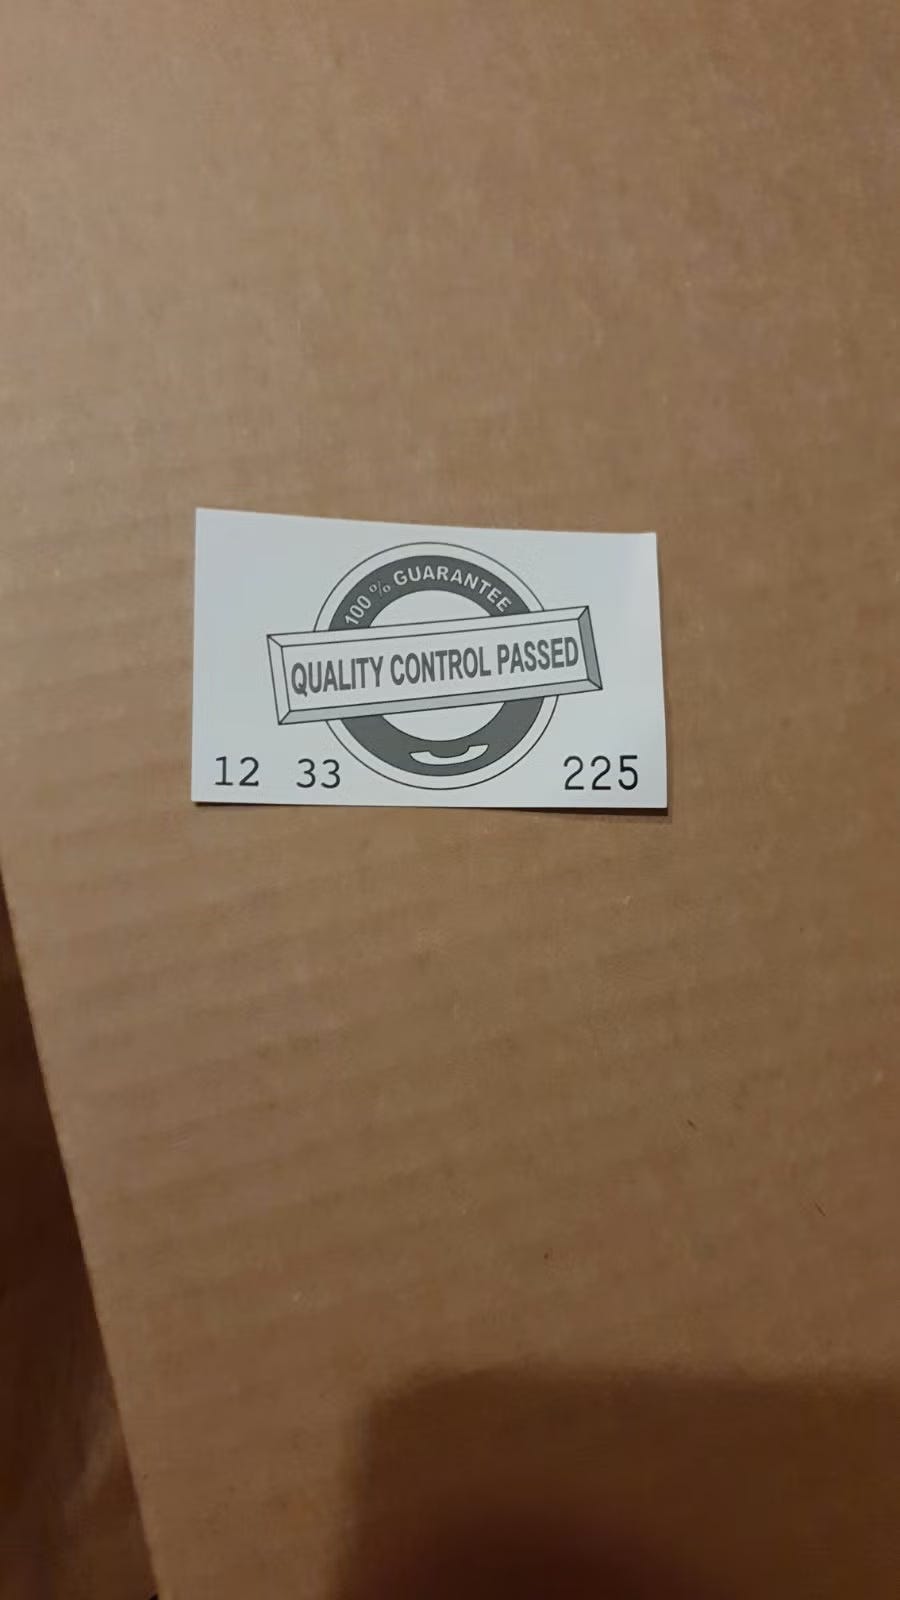 100 % GUARANTEE
QUALITY CONTROL PASSED
12 33 225